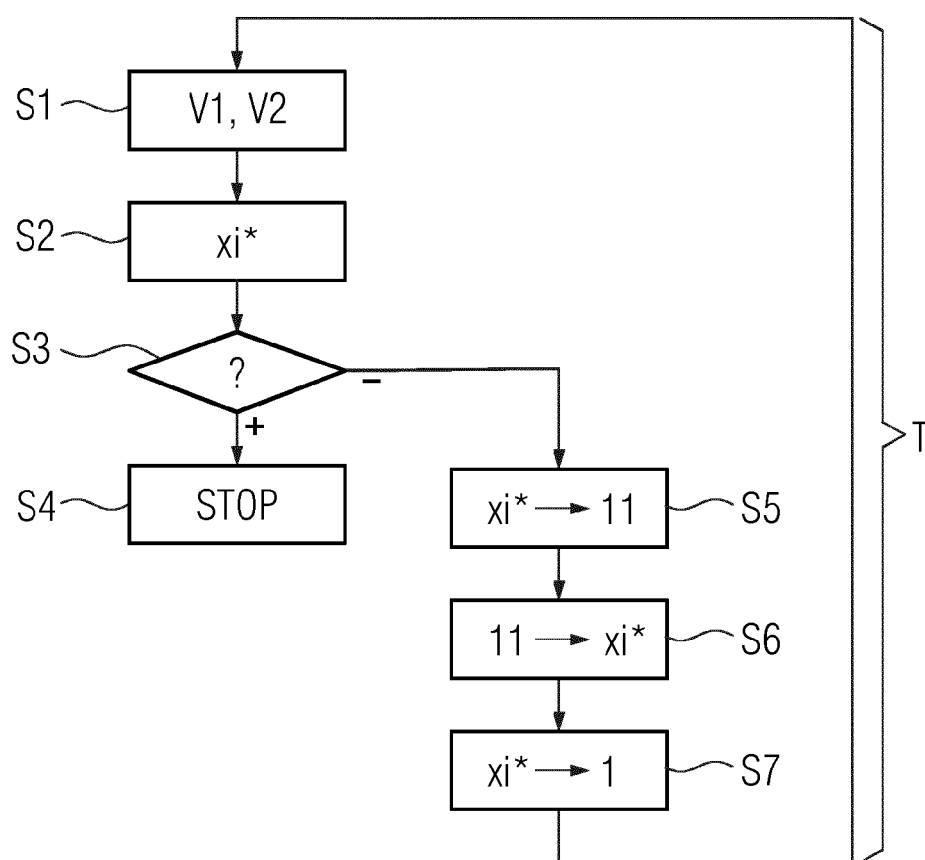 S1
V1, V2
S2
xi*
S3
?
-
+
T
S4
STOP
xi* → 11
S5
11 → xi*
S6
xi* → 1
S7